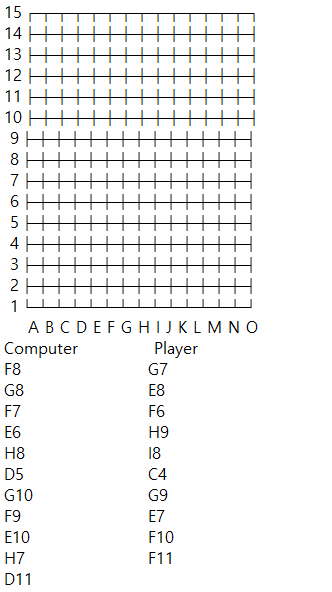 15
14
13
12
11
10
9
8
7
6
5
4
3
2
1
A B C D E F G H I J K L M N O
Computer Player
F8 G7
G8 E8
F7 F6
E6 H9
H8 I8
D5 C4
G10 G9
F9 E7
E10 F10
H7 F11
D11